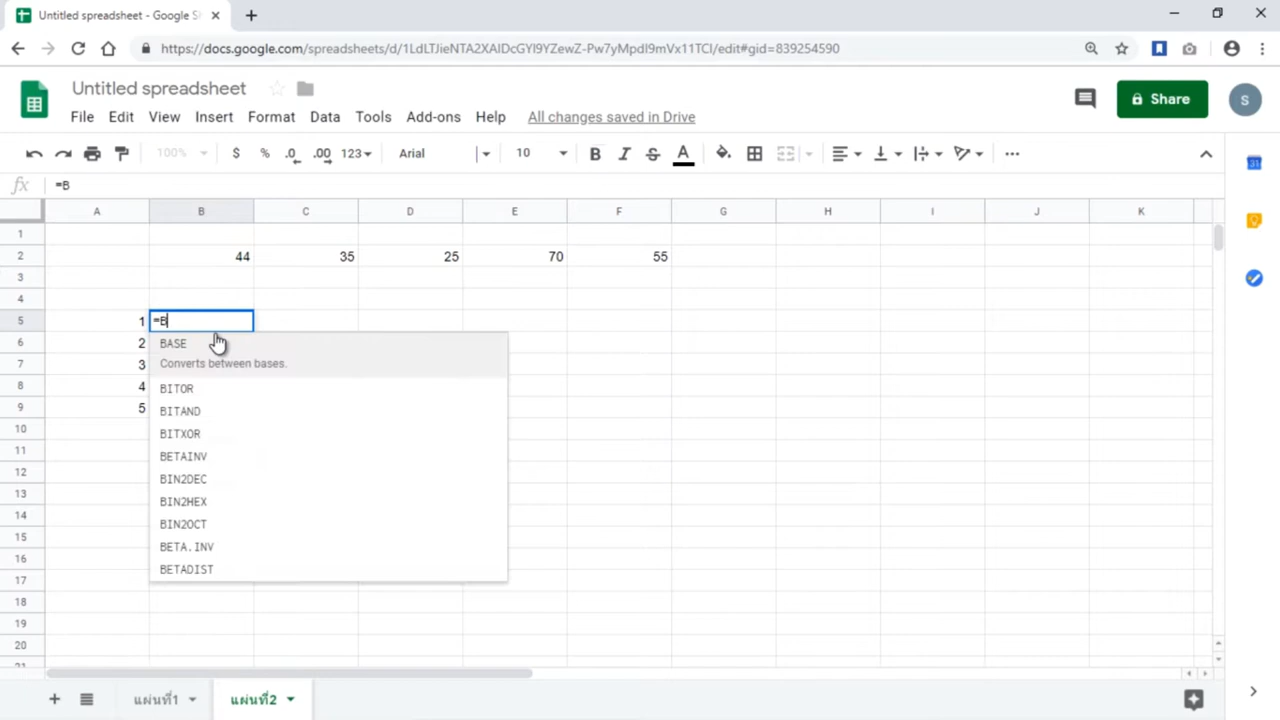 Untitled spreadsheet - Google S
https://docs.google.com/spreadsheets/d/1LdLTJieNTA2XAIDcGYI9YZewZ-Pw7yMpdI9mVx11TCI/edit#gid=839254590
Untitled spreadsheet
File Edit View Insert Format Data Tools Add-ons Help All changes saved in Drive
Share
S
100% $ % .0 .00 123 Arial 10 B I S A
fx =B
A B C D E F G H I J K
1
2 44 35 25 70 55
3
4
5 1 =B
6 2 BASE
7 3 Converts between bases.
8 4 BITOR
9 5 BITAND
10 BITXOR
11 BETAINV
12 BIN2DEC
13 BIN2HEX
14
15 BIN2OCT
16 BETA.INV
17 BETADIST
18
19
20
21
แผ่นที่1 แผ่นที่2